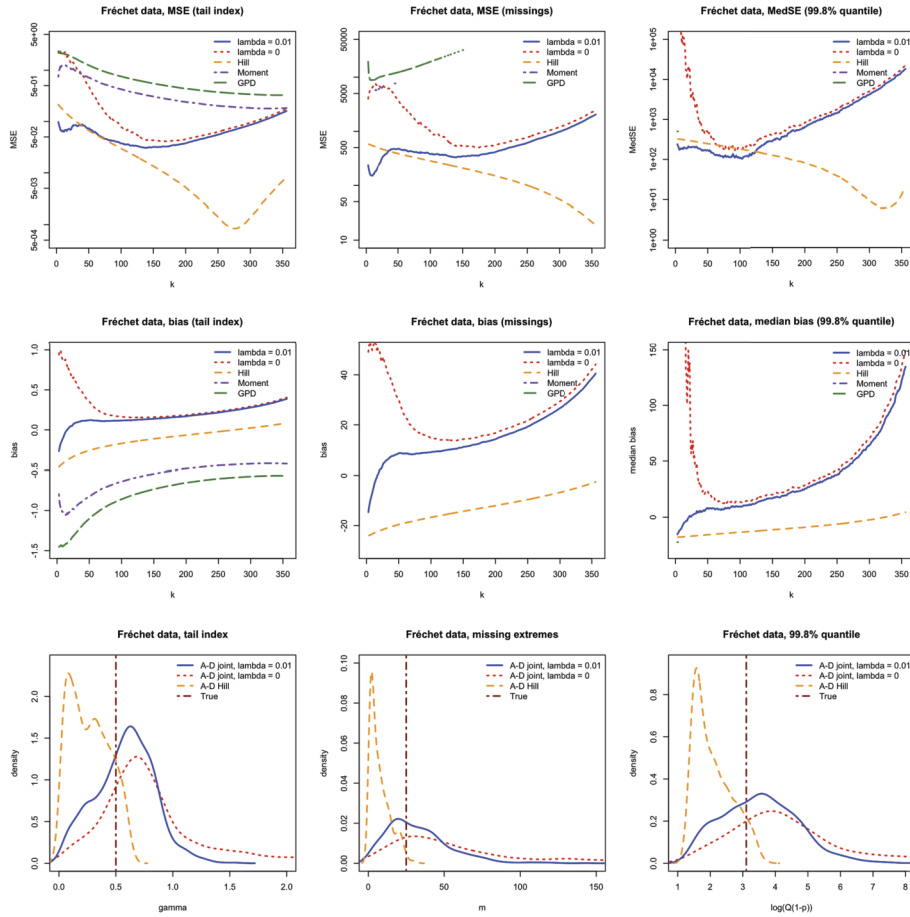 Fréchet data, MSE (tail index)
MSE
5e+00
5e-01
5e-02
5e-03
5e-04
lambda = 0.01
lambda = 0
Hill
Moment
GPD
0 50 100 150 200 250 300 350
k
Fréchet data, MSE (missings)
MSE
50000
5000
500
50
10
lambda = 0.01
lambda = 0
Hill
Moment
GPD
0 50 100 150 200 250 300 350
k
Fréchet data, MedSE (99.8% quantile)
MedSE
1e+05
1e+04
1e+03
1e+02
1e+01
1e+00
lambda = 0.01
lambda = 0
Hill
Moment
GPD
0 50 100 150 200 250 300 350
k
Fréchet data, bias (tail index)
bias
1.0
0.5
0.0
-0.5
-1.0
-1.5
lambda = 0.01
lambda = 0
Hill
Moment
GPD
0 50 100 150 200 250 300 350
k
Fréchet data, bias (missings)
bias
40
20
0
-20
lambda = 0.01
lambda = 0
Hill
Moment
GPD
0 50 100 150 200 250 300 350
k
Fréchet data, median bias (99.8% quantile)
median bias
150
100
50
0
lambda = 0.01
lambda = 0
Hill
Moment
GPD
0 50 100 150 200 250 300 350
k
Fréchet data, tail index
density
2.0
1.5
1.0
0.5
0.0
A-D joint, lambda = 0.01
A-D joint, lambda = 0
A-D Hill
True
0.0 0.5 1.0 1.5 2.0
gamma
Fréchet data, missing extremes
density
0.10
0.08
0.06
0.04
0.02
0.00
A-D joint, lambda = 0.01
A-D joint, lambda = 0
A-D Hill
True
0 50 100 150
m
Fréchet data, 99.8% quantile
density
0.8
0.6
0.4
0.2
0.0
A-D joint, lambda = 0.01
A-D joint, lambda = 0
A-D Hill
True
1 2 3 4 5 6 7 8
log(Q(1-p))